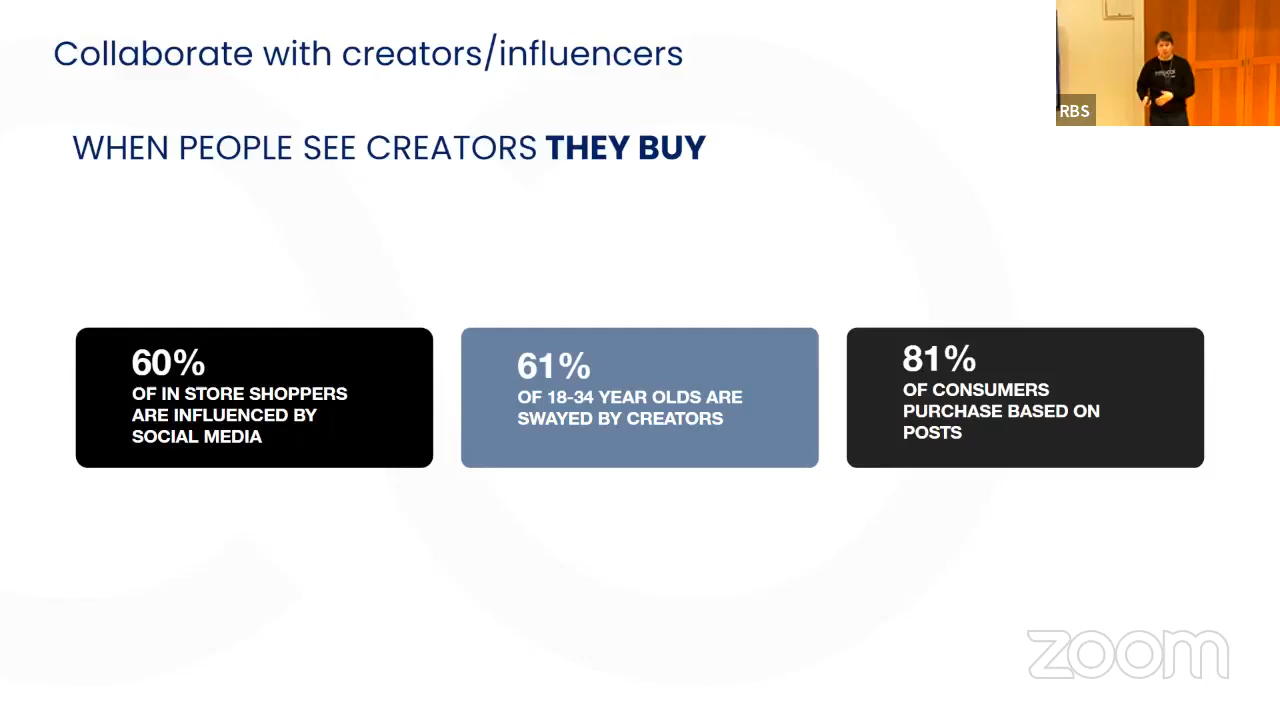 Collaborate with creators/influencers
RBS
WHEN PEOPLE SEE CREATORS THEY BUY
60%
OF IN STORE SHOPPERS
ARE INFLUENCED BY
SOCIAL MEDIA
61%
OF 18-34 YEAR OLDS ARE
SWAYED BY CREATORS
81%
OF CONSUMERS
PURCHASE BASED ON
POSTS
zoom